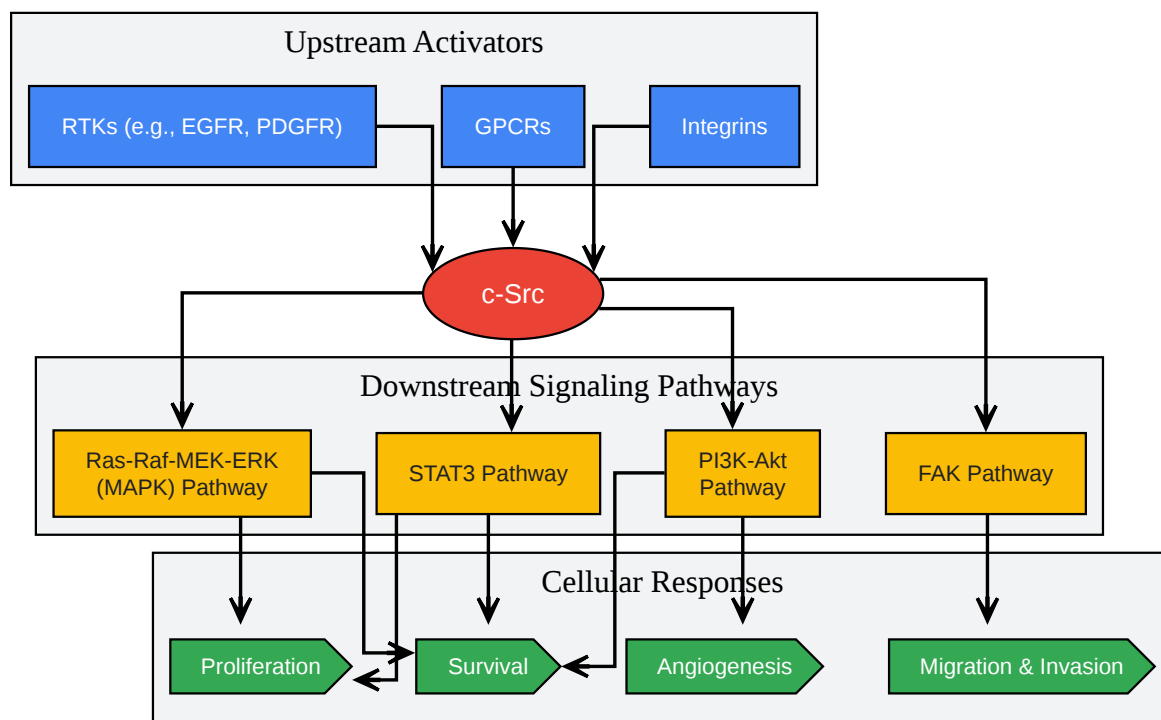 Upstream Activators
RTKs (e.g., EGFR, PDGFR)
GPCRs
Integrins
c-Src
Downstream Signaling Pathways
Ras-Raf-MEK-ERK
(MAPK) Pathway
STAT3 Pathway
PI3K-Akt
Pathway
FAK Pathway
Cellular Responses
Proliferation
Survival
Angiogenesis
Migration & Invasion